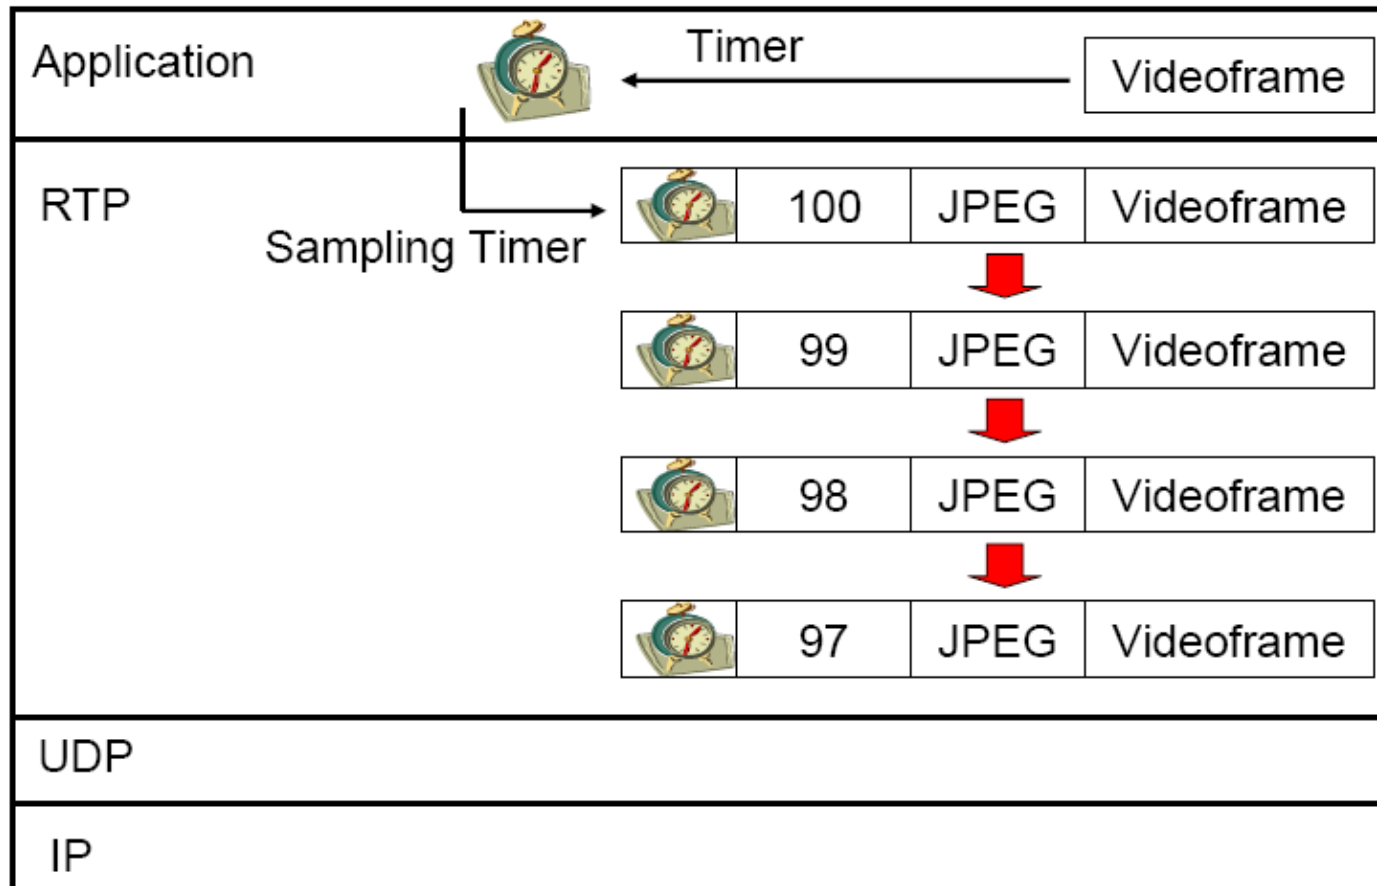 Application
Timer
Videoframe
RTP
100 JPEG Videoframe
Sampling Timer
99 JPEG Videoframe
98 JPEG Videoframe
97 JPEG Videoframe
UDP
IP